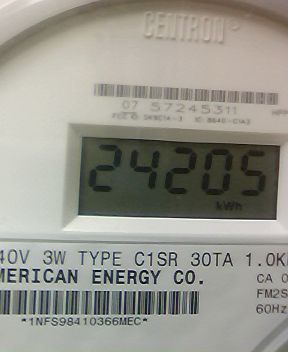 CENTRON
07 57245311
24205
kWh
40V 3W TYPE C1SR 30TA 1.0K
MERICAN ENERGY CO.
CA 0
FM2S
60Hz
*1NFS98410366MEC*